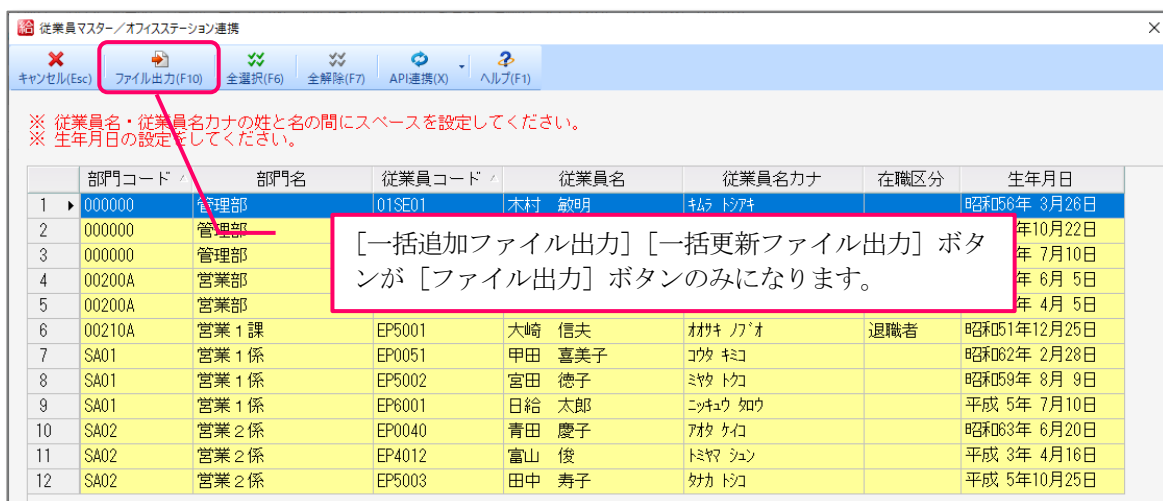 給 従業員マスター／オフィスステーション連携
キャンセル(Esc) ファイル出力(F10) 全選択(F6) 全解除(F7) API連携(X) ヘルプ(F1)
※ 従業員名・従業員名カナの姓と名の間にスペースを設定してください。
※ 生年月日の設定をしてください。
部門コード 部門名 従業員コード 従業員名 従業員名カナ 在職区分 生年月日
1 000000 管理部 01SE01 木村 敏明 ｷﾑﾗ ﾄｼｱｷ 昭和56年 3月26日
2 000000 管理部 年10月22日
3 000000 管理部 年 7月10日
4 00200A 営業部 年 6月 5日
5 00200A 営業部 年 4月 5日
［一括追加ファイル出力］［一括更新ファイル出力］ボタ
ンが［ファイル出力］ボタンのみになります。
6 00210A 営業１課 EP5001 大崎 信夫 ｵｵｻｷ ﾉﾌﾞｵ 退職者 昭和51年12月25日
7 SA01 営業１係 EP0051 甲田 喜美子 ｺｳﾀ ｷﾐｺ 昭和62年 2月28日
8 SA01 営業１係 EP5002 宮田 徳子 ﾐﾔﾀ ﾄｸｺ 昭和59年 8月 9日
9 SA01 営業１係 EP6001 日給 太郎 ﾆｯｷｭｳ ﾀﾛｳ 平成 5年 7月10日
10 SA02 営業２係 EP0040 青田 慶子 ｱｵﾀ ｹｲｺ 昭和63年 6月20日
11 SA02 営業２係 EP4012 富山 俊 ﾄﾐﾔﾏ ｼｭﾝ 平成 3年 4月16日
12 SA02 営業２係 EP5003 田中 寿子 ﾀﾅｶ ﾄｼｺ 平成 5年10月25日